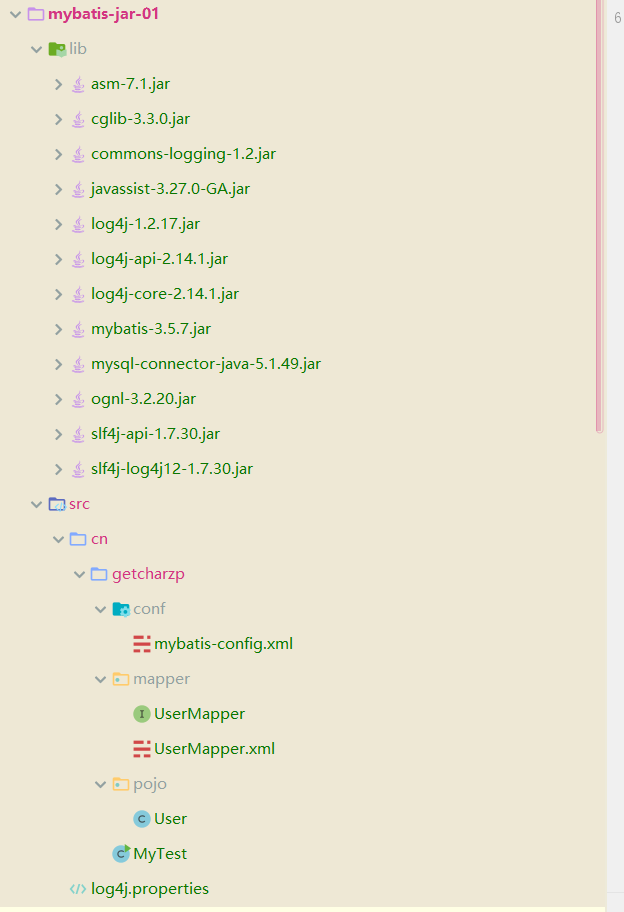 mybatis-jar-01
6
lib
asm-7.1.jar
cglib-3.3.0.jar
commons-logging-1.2.jar
javassist-3.27.0-GA.jar
log4j-1.2.17.jar
log4j-api-2.14.1.jar
log4j-core-2.14.1.jar
mybatis-3.5.7.jar
mysql-connector-java-5.1.49.jar
ognl-3.2.20.jar
slf4j-api-1.7.30.jar
slf4j-log4j12-1.7.30.jar
src
cn
getcharzp
conf
mybatis-config.xml
mapper
I UserMapper
UserMapper.xml
pojo
C User
C MyTest
log4j.properties